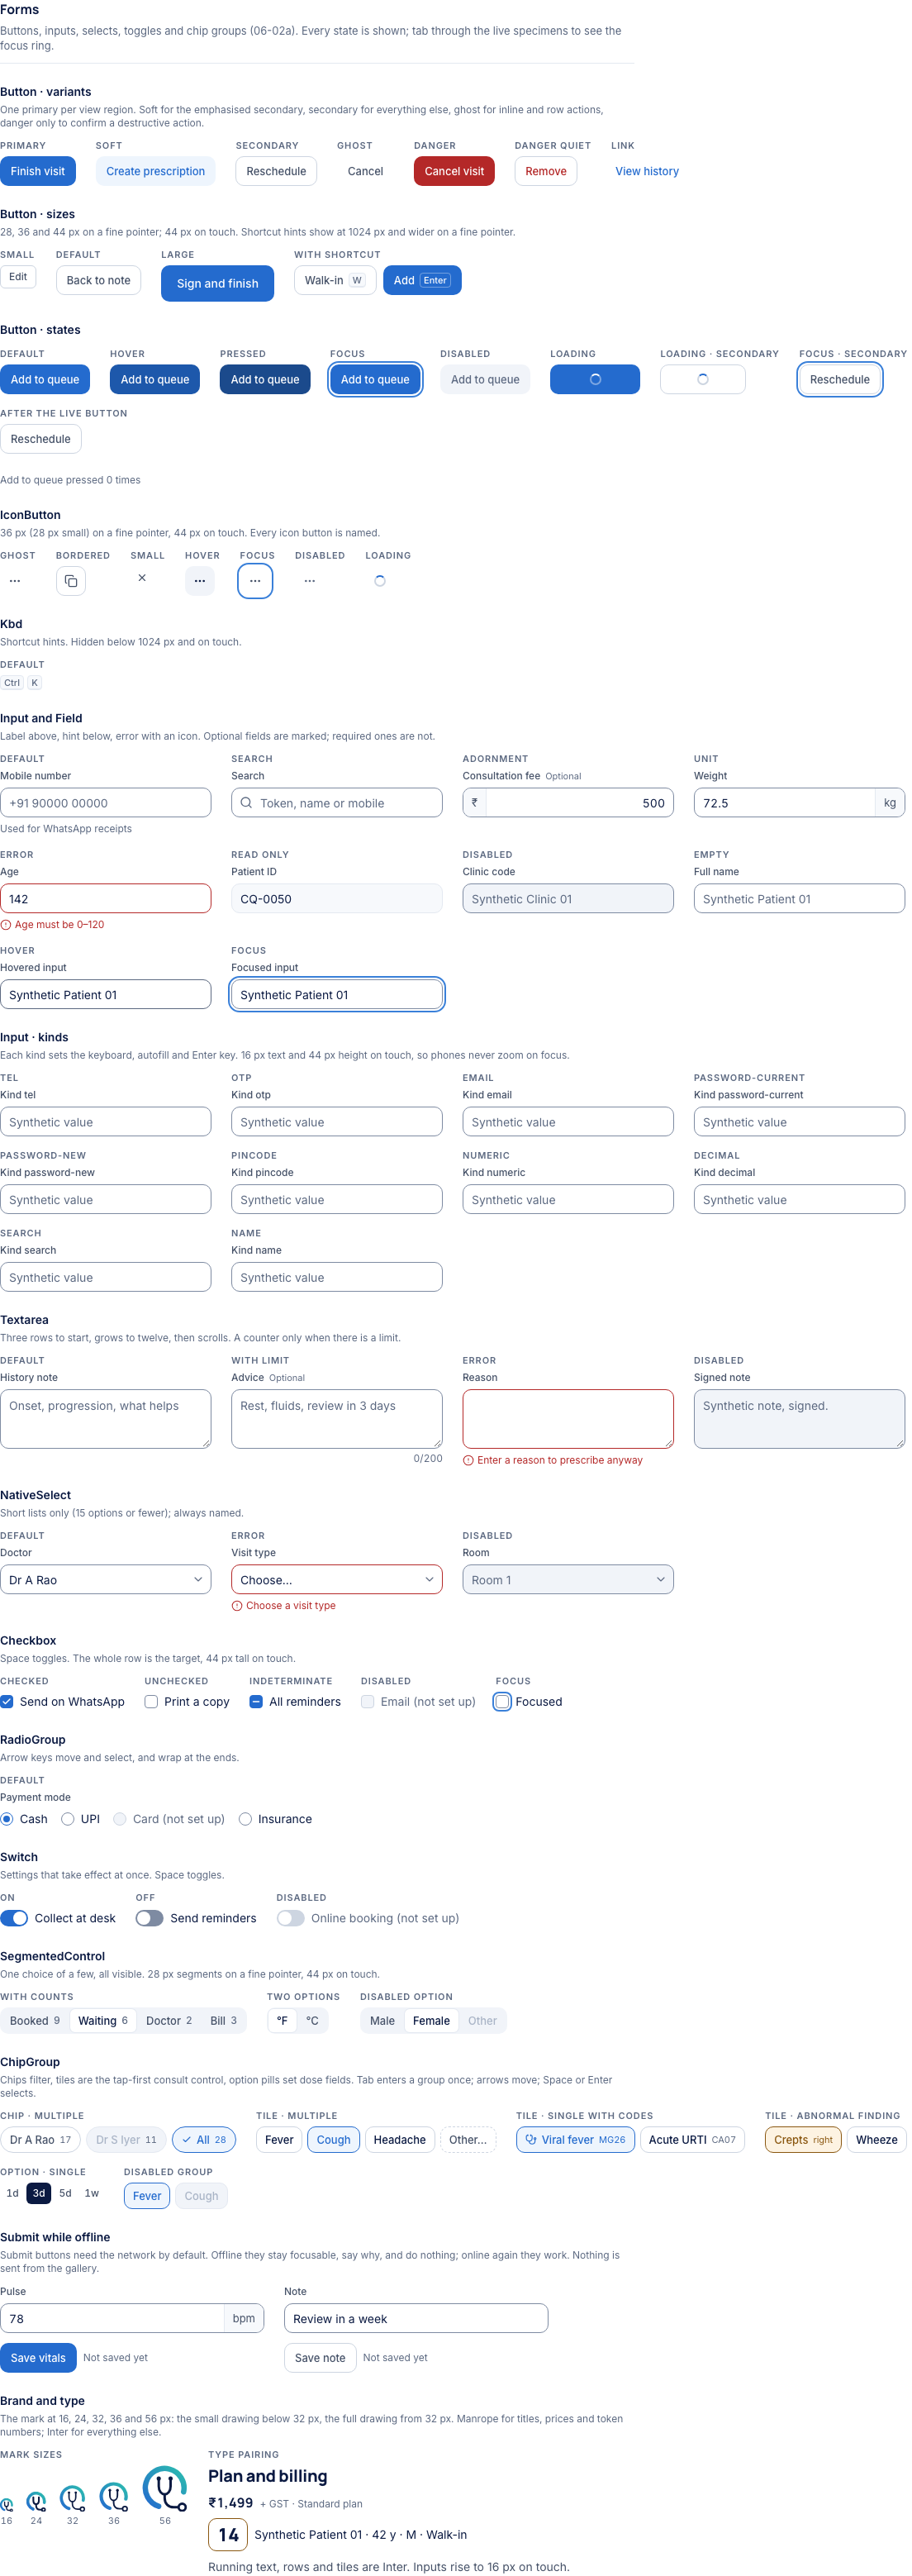 Forms
Buttons, inputs, selects, toggles and chip groups (06-02a). Every state is shown; tab through the live specimens to see the
focus ring.
Button · variants
One primary per view region. Soft for the emphasised secondary, secondary for everything else, ghost for inline and row actions,
danger only to confirm a destructive action.
PRIMARY SOFT SECONDARY GHOST DANGER DANGER QUIET LINK
Finish visit Create prescription Reschedule Cancel Cancel visit Remove View history
Button · sizes
28, 36 and 44 px on a fine pointer; 44 px on touch. Shortcut hints show at 1024 px and wider on a fine pointer.
SMALL DEFAULT LARGE WITH SHORTCUT
Edit Back to note Sign and finish Walk-in W Add Enter
Button · states
DEFAULT HOVER PRESSED FOCUS DISABLED LOADING LOADING · SECONDARY FOCUS · SECONDARY
Add to queue Add to queue Add to queue Add to queue Add to queue Reschedule
AFTER THE LIVE BUTTON
Reschedule
Add to queue pressed 0 times
IconButton
36 px (28 px small) on a fine pointer, 44 px on touch. Every icon button is named.
GHOST BORDERED SMALL HOVER FOCUS DISABLED LOADING
Kbd
Shortcut hints. Hidden below 1024 px and on touch.
DEFAULT
Ctrl K
Input and Field
Label above, hint below, error with an icon. Optional fields are marked; required ones are not.
DEFAULT SEARCH ADORNMENT UNIT
Mobile number Search Consultation fee Optional Weight
+91 90000 00000 Token, name or mobile ₹ 500 72.5 kg
Used for WhatsApp receipts
ERROR READ ONLY DISABLED EMPTY
Age Patient ID Clinic code Full name
142 CQ-0050 Synthetic Clinic 01 Synthetic Patient 01
Age must be 0–120
HOVER FOCUS
Hovered input Focused input
Synthetic Patient 01 Synthetic Patient 01
Input · kinds
Each kind sets the keyboard, autofill and Enter key. 16 px text and 44 px height on touch, so phones never zoom on focus.
TEL OTP EMAIL PASSWORD-CURRENT
Kind tel Kind otp Kind email Kind password-current
Synthetic value Synthetic value Synthetic value Synthetic value
PASSWORD-NEW PINCODE NUMERIC DECIMAL
Kind password-new Kind pincode Kind numeric Kind decimal
Synthetic value Synthetic value Synthetic value Synthetic value
SEARCH NAME
Kind search Kind name
Synthetic value Synthetic value
Textarea
Three rows to start, grows to twelve, then scrolls. A counter only when there is a limit.
DEFAULT WITH LIMIT ERROR DISABLED
History note Advice Optional Reason Signed note
Onset, progression, what helps Rest, fluids, review in 3 days Synthetic note, signed.
0/200 Enter a reason to prescribe anyway
NativeSelect
Short lists only (15 options or fewer); always named.
DEFAULT ERROR DISABLED
Doctor Visit type Room
Dr A Rao Choose… Room 1
Choose a visit type
Checkbox
Space toggles. The whole row is the target, 44 px tall on touch.
CHECKED UNCHECKED INDETERMINATE DISABLED FOCUS
Send on WhatsApp Print a copy All reminders Email (not set up) Focused
RadioGroup
Arrow keys move and select, and wrap at the ends.
DEFAULT
Payment mode
Cash UPI Card (not set up) Insurance
Switch
Settings that take effect at once. Space toggles.
ON OFF DISABLED
Collect at desk Send reminders Online booking (not set up)
SegmentedControl
One choice of a few, all visible. 28 px segments on a fine pointer, 44 px on touch.
WITH COUNTS TWO OPTIONS DISABLED OPTION
Booked 9 Waiting 6 Doctor 2 Bill 3 °F °C Male Female Other
ChipGroup
Chips filter, tiles are the tap-first consult control, option pills set dose fields. Tab enters a group once; arrows move; Space or Enter
selects.
CHIP · MULTIPLE TILE · MULTIPLE TILE · SINGLE WITH CODES TILE · ABNORMAL FINDING
Dr A Rao 17 Dr S Iyer 11 All 28 Fever Cough Headache Other… Viral fever MG26 Acute URTI CA07 Crepts right Wheeze
OPTION · SINGLE DISABLED GROUP
1d 3d 5d 1w Fever Cough
Submit while offline
Submit buttons need the network by default. Offline they stay focusable, say why, and do nothing; online again they work. Nothing is
sent from the gallery.
Pulse Note
78 bpm Review in a week
Save vitals Not saved yet Save note Not saved yet
Brand and type
The mark at 16, 24, 32, 36 and 56 px: the small drawing below 32 px, the full drawing from 32 px. Manrope for titles, prices and token
numbers; Inter for everything else.
MARK SIZES TYPE PAIRING
Plan and billing
₹1,499 + GST · Standard plan
16 24 32 36 56
14 Synthetic Patient 01 · 42 y · M · Walk-in
Running text, rows and tiles are Inter. Inputs rise to 16 px on touch.